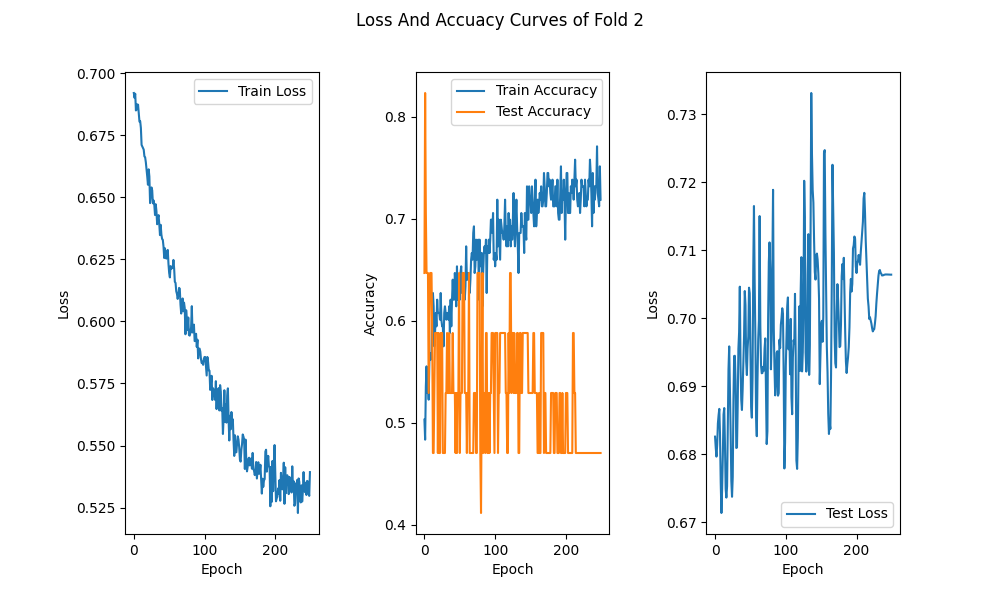 Loss And Accuacy Curves of Fold 2
0.700
0.675
0.650
0.625
0.600
0.575
0.550
0.525
Loss
0
100
200
Epoch
Train Loss
0.8
0.7
0.6
0.5
0.4
Accuracy
0
100
200
Epoch
Train Accuracy
Test Accuracy
0.73
0.72
0.71
0.70
0.69
0.68
0.67
Loss
0
100
200
Epoch
Test Loss